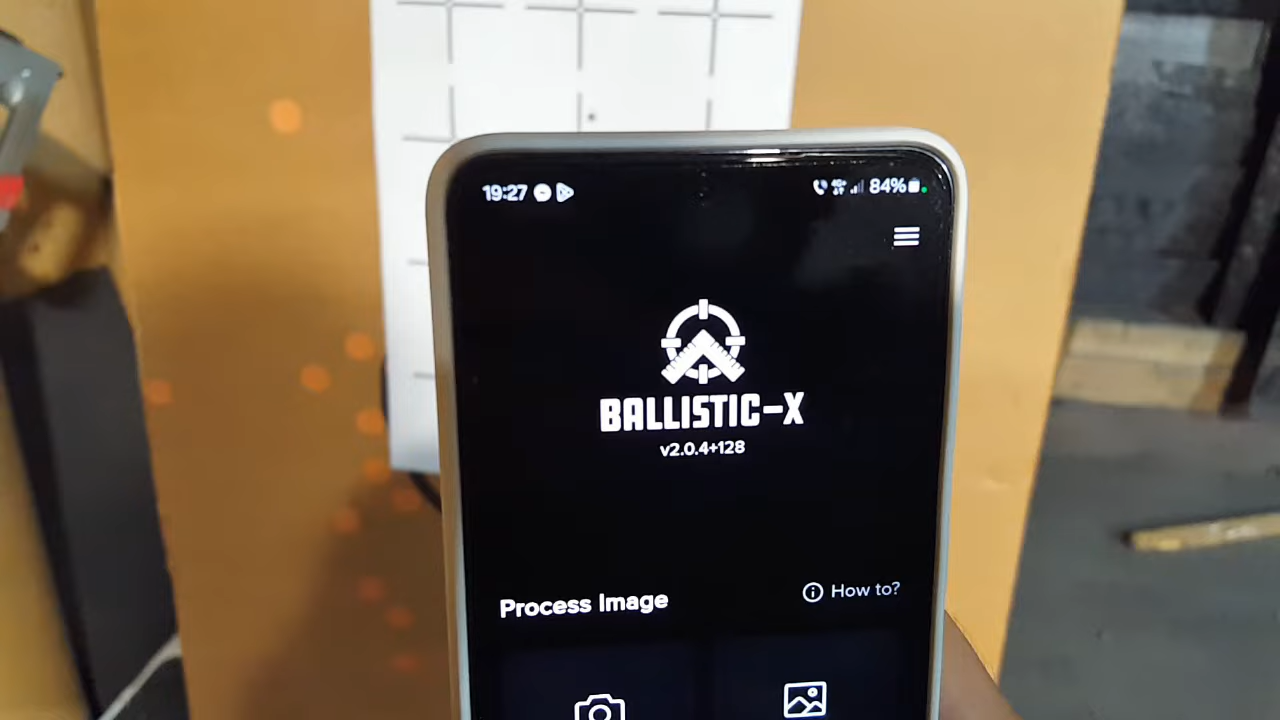 19:27
84%
BALLISTIC-X
v2.0.4+128
Process Image
How to?